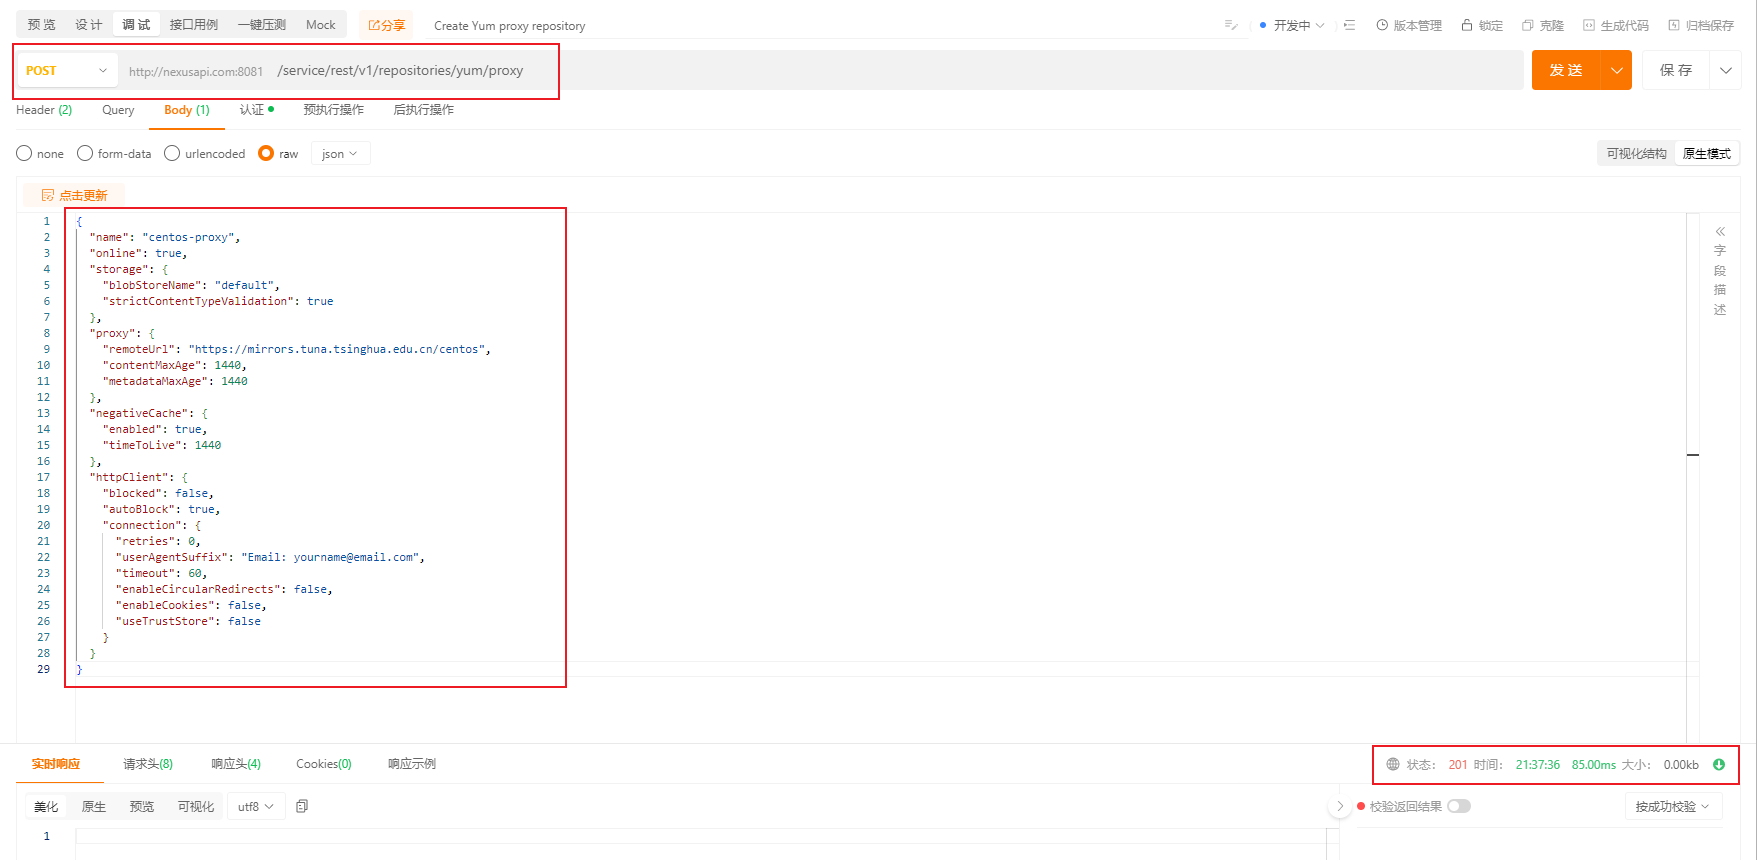 预 览 设 计 调 试 接口用例 一键压测 Mock 分享 Create Yum proxy repository 开发中 版本管理 锁定 克隆 生成代码 归档保存
POST http://nexusapi.com:8081 /service/rest/v1/repositories/yum/proxy 发 送 保 存
Header (2) Query Body (1) 认证 预执行操作 后执行操作
none form-data urlencoded raw json 可视化结构 原生模式
点击更新
1 {
2 "name": "centos-proxy",
3 "online": true,
4 "storage": {
5 "blobStoreName": "default",
6 "strictContentTypeValidation": true
7 },
8 "proxy": {
9 "remoteUrl": "https://mirrors.tuna.tsinghua.edu.cn/centos",
10 "contentMaxAge": 1440,
11 "metadataMaxAge": 1440
12 },
13 "negativeCache": {
14 "enabled": true,
15 "timeToLive": 1440
16 },
17 "httpClient": {
18 "blocked": false,
19 "autoBlock": true,
20 "connection": {
21 "retries": 0,
22 "userAgentSuffix": "Email: yourname@email.com",
23 "timeout": 60,
24 "enableCircularRedirects": false,
25 "enableCookies": false,
26 "useTrustStore": false
27 }
28 }
29 }
字
段
描
述
实时响应 请求头(8) 响应头(4) Cookies(0) 响应示例 状态： 201 时间： 21:37:36 85.00ms 大小： 0.00kb
美化 原生 预览 可视化 utf8 校验返回结果 按成功校验
1